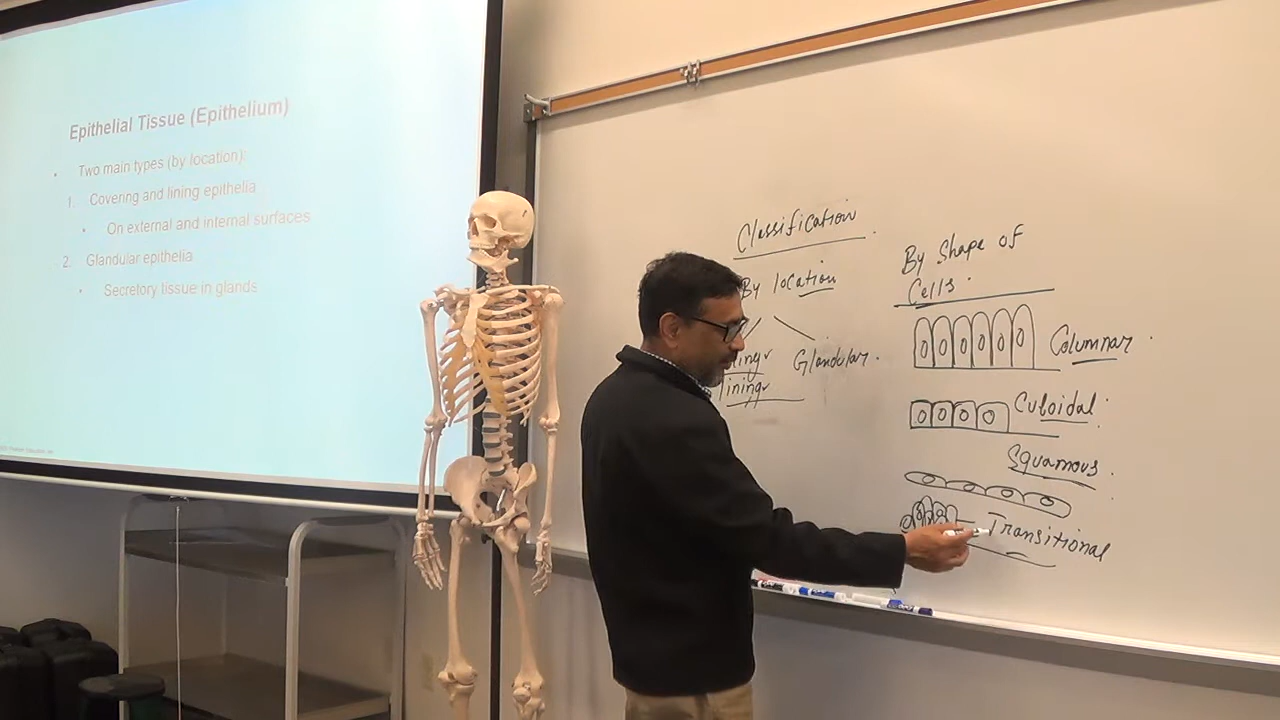 Epithelial Tissue (Epithelium)
• Two main types (by location):
1. Covering and lining epithelia
• On external and internal surfaces
2. Glandular epithelia
• Secretory tissue in glands
Classification
By location
lining
Glandular.
By Shape of
Cells.
Columnar.
Cuboidal.
Squamous.
Transitional